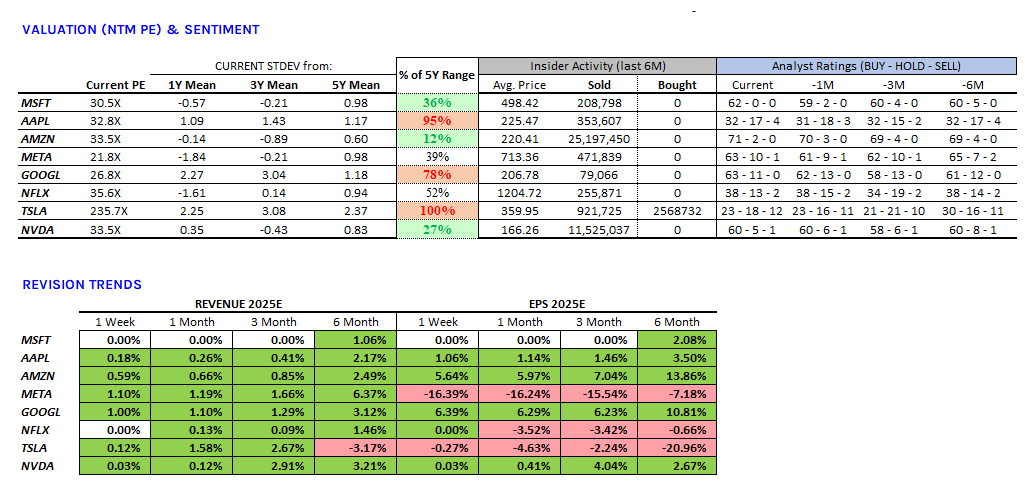 VALUATION (NTM PE) & SENTIMENT
CURRENT STDEV from: % of 5Y Range Insider Activity (last 6M) Analyst Ratings (BUY - HOLD - SELL)
Current PE 1Y Mean 3Y Mean 5Y Mean Avg. Price Sold Bought Current -1M -3M -6M
MSFT 30.5X -0.57 -0.21 0.98 36% 498.42 208,798 0 62 - 0 - 0 59 - 2 - 0 60 - 4 - 0 60 - 5 - 0
AAPL 32.8X 1.09 1.43 1.17 95% 225.47 353,607 0 32 - 17 - 4 31 - 18 - 3 32 - 15 - 2 32 - 17 - 4
AMZN 33.5X -0.14 -0.89 0.60 12% 220.41 25,197,450 0 71 - 2 - 0 70 - 3 - 0 69 - 4 - 0 69 - 4 - 0
META 21.8X -1.84 -0.21 0.98 39% 713.36 471,839 0 63 - 10 - 1 61 - 9 - 1 62 - 10 - 1 65 - 7 - 2
GOOGL 26.8X 2.27 3.04 1.18 78% 206.78 79,066 0 63 - 11 - 0 62 - 13 - 0 58 - 13 - 0 61 - 12 - 0
NFLX 35.6X -1.61 0.14 0.94 52% 1204.72 255,871 0 38 - 13 - 2 38 - 15 - 2 34 - 19 - 2 38 - 14 - 2
TSLA 235.7X 2.25 3.08 2.37 100% 359.95 921,725 2568732 23 - 18 - 12 23 - 16 - 11 21 - 21 - 10 30 - 16 - 11
NVDA 33.5X 0.35 -0.43 0.83 27% 166.26 11,525,037 0 60 - 5 - 1 60 - 6 - 1 58 - 6 - 1 60 - 8 - 1
REVISION TRENDS
REVENUE 2025E EPS 2025E
1 Week 1 Month 3 Month 6 Month 1 Week 1 Month 3 Month 6 Month
MSFT 0.00% 0.00% 0.00% 1.06% 0.00% 0.00% 0.00% 2.08%
AAPL 0.18% 0.26% 0.41% 2.17% 1.06% 1.14% 1.46% 3.50%
AMZN 0.59% 0.66% 0.85% 2.49% 5.64% 5.97% 7.04% 13.86%
META 1.10% 1.19% 1.66% 6.37% -16.39% -16.24% -15.54% -7.18%
GOOGL 1.00% 1.10% 1.29% 3.12% 6.39% 6.29% 6.23% 10.81%
NFLX 0.00% 0.13% 0.09% 1.46% 0.00% -3.52% -3.42% -0.66%
TSLA 0.12% 1.58% 2.67% -3.17% -0.27% -4.63% -2.24% -20.96%
NVDA 0.03% 0.12% 2.91% 3.21% 0.03% 0.41% 4.04% 2.67%